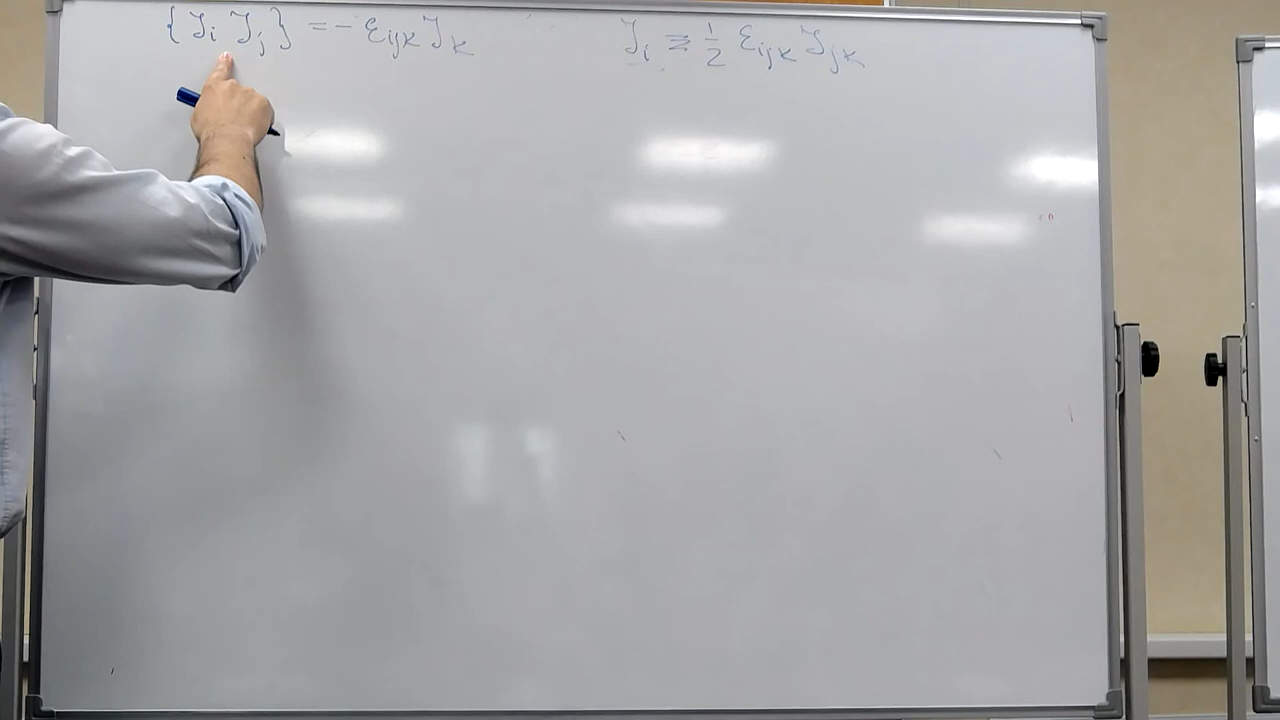 {J_i J_j} = - ε_ijk J_k J_i ≡ 1/2 ε_ijk J_jk